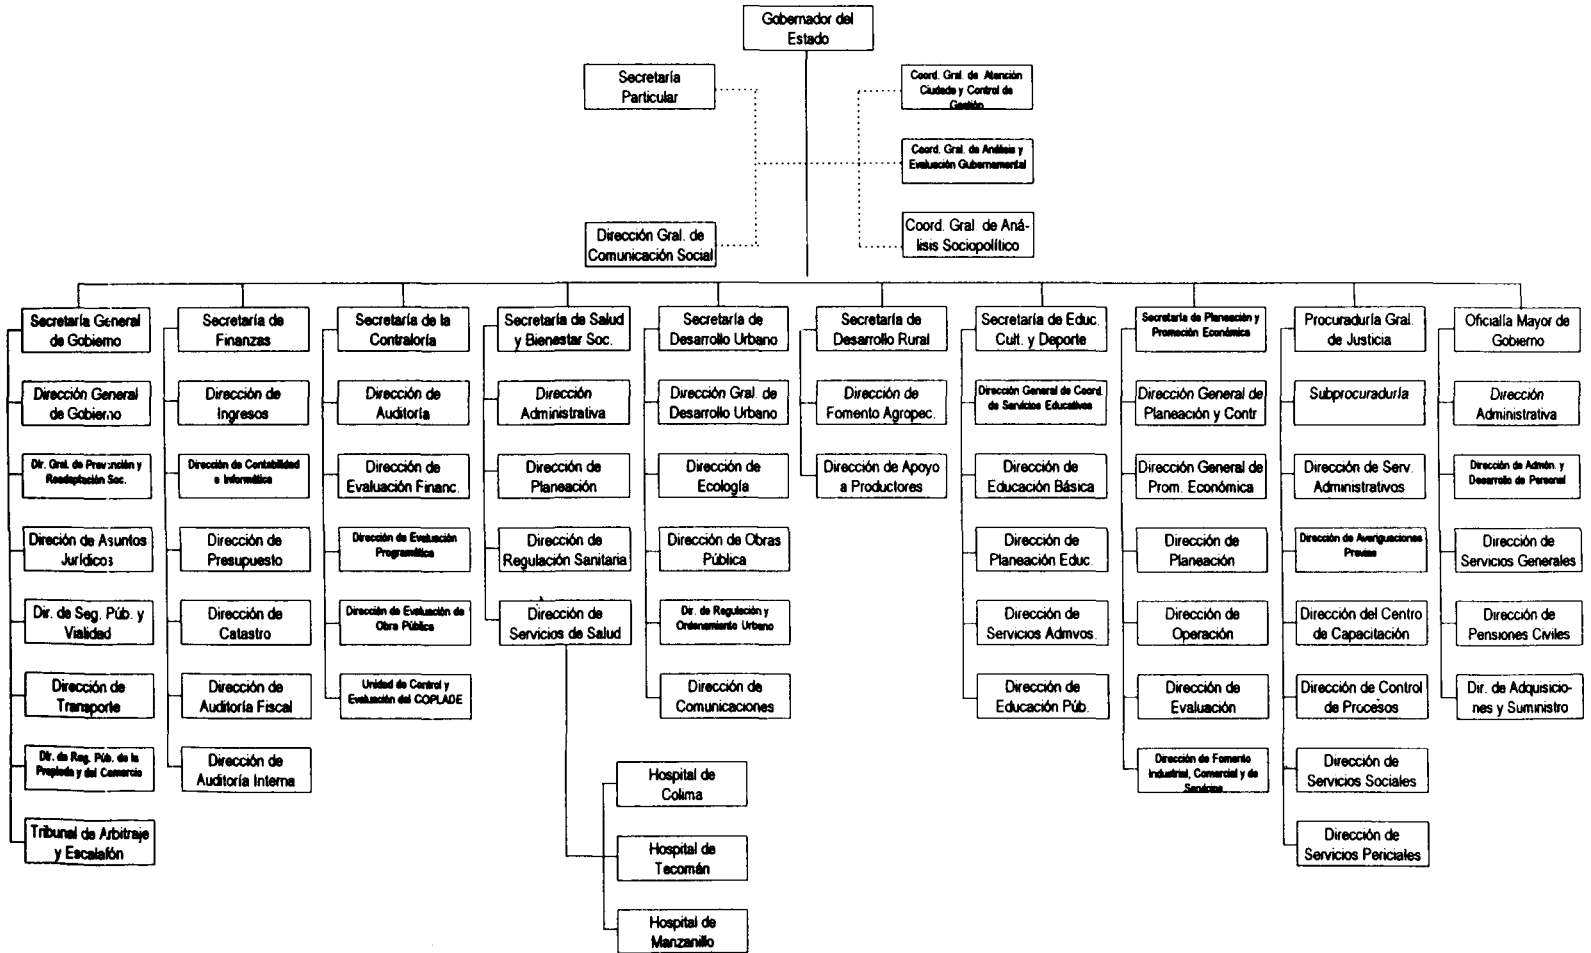 Gobernador del
Estado
Secretaría
Particular
Coord. Gral. de Atención
Ciudada y Control de
Gestión
Coord. Gral. de Análisis y
Evaluación Gubernamental
Dirección Gral. de
Comunicación Social
Coord. Gral. de Aná-
lisis Sociopolítico
Secretaría General
de Gobierno
Secretaría de
Finanzas
Secretaría de la
Contraloría
Secretaría de Salud
y Bienestar Soc.
Secretaría de
Desarrollo Urbano
Secretaría de
Desarrollo Rural
Secretaría de Educ.
Cult. y Deporte
Secretaría de Planeación y
Promoción Económica
Procuraduría Gral.
de Justicia
Oficialía Mayor de
Gobierno
Dirección General
de Gobierno
Dirección de
Ingresos
Dirección de
Auditoría
Dirección
Administrativa
Dirección Gral. de
Desarrollo Urbano
Dirección de
Fomento Agropec.
Dirección General de Coord.
de Servicios Educativos
Dirección General de
Planeación y Contr
Subprocuraduría
Dirección
Administrativa
Dir. Gral. de Prevención y
Readaptación Soc.
Dirección de Contabilidad
e Informática
Dirección de
Evaluación Financ.
Dirección de
Planeación
Dirección de
Ecología
Dirección de Apoyo
a Productores
Dirección de
Educación Básica
Dirección General de
Prom. Económica
Dirección de Serv.
Administrativos
Dirección de Admón. y
Desarrollo de Personal
Direción de Asuntos
Jurídicos
Dirección de
Presupuesto
Dirección de Evaluación
Programática
Dirección de
Regulación Sanitaria
Dirección de Obras
Pública
Dirección de
Planeación Educ.
Dirección de
Planeación
Dirección de Averiguaciones
Previas
Dirección de
Servicios Generales
Dir. de Seg. Púb. y
Vialidad
Dirección de
Catastro
Dirección de Evaluación de
Obra Pública
Dirección de
Servicios de Salud
Dir. de Regulación y
Ordenamiento Urbano
Dirección de
Servicios Admvos.
Dirección de
Operación
Dirección del Centro
de Capacitación
Dirección de
Pensiones Civiles
Dirección de
Transporte
Dirección de
Auditoría Fiscal
Unidad de Control y
Evaluación del COPLADE
Dirección de
Comunicaciones
Dirección de
Educación Púb.
Dirección de
Evaluación
Dirección de Control
de Procesos
Dir. de Adquisicio-
nes y Suministro
Dir. de Reg. Púb. de la
Propieda y del Comercio
Dirección de
Auditoría Interna
Hospital de
Colima
Dirección de Fomento
Industrial, Comercial y de
Servicios
Dirección de
Servicios Sociales
Tribunal de Arbitraje
y Escalafón
Hospital de
Tecomán
Dirección de
Servicios Periciales
Hospital de
Manzanillo